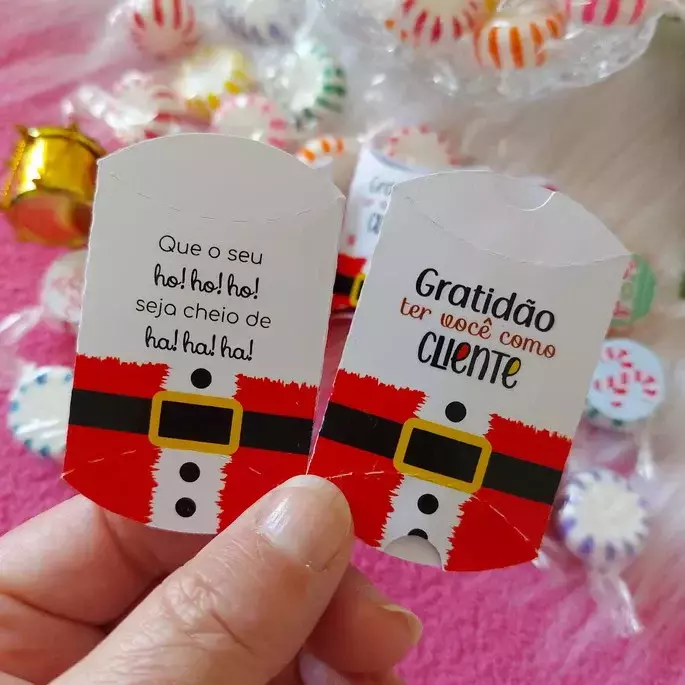 Que o seu
ho! ho! ho!
seja cheio de
ha! ha! ha!
Gratidão
ter você como
CLIENTE